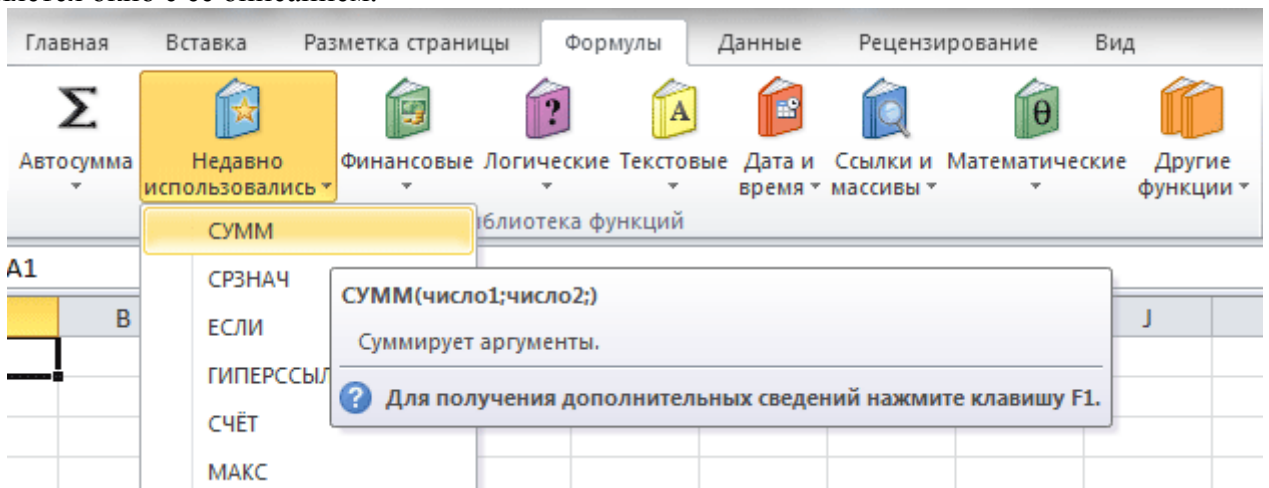 Главная Вставка Разметка страницы Формулы Данные Рецензирование Вид
Автосумма Недавно использовались Финансовые Логические Текстовые Дата и время Ссылки и массивы Математические Другие функции
СУММ
A1
СРЗНАЧ
СУММ(число1;число2;)
B J
ЕСЛИ
Суммирует аргументы.
Для получения дополнительных сведений нажмите клавишу F1.
СЧЁТ
МАКС